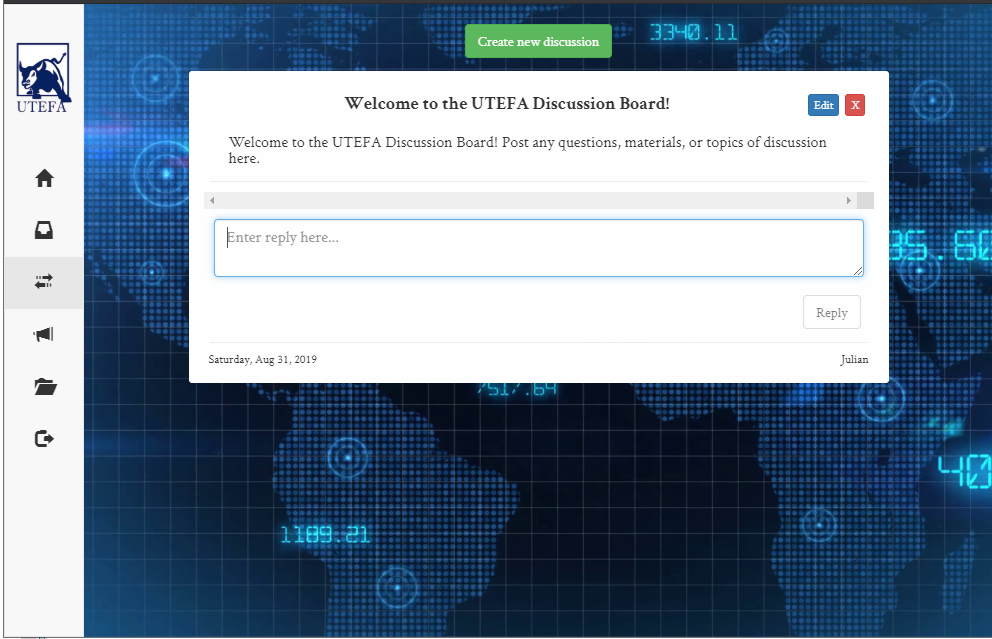 3340.11
Create new discussion
UTEFA
Welcome to the UTEFA Discussion Board!
Edit
X
Welcome to the UTEFA Discussion Board! Post any questions, materials, or topics of discussion
here.
Enter reply here...
35.60
Reply
Saturday, Aug 31, 2019
Julian
7517.64
40
1189.21